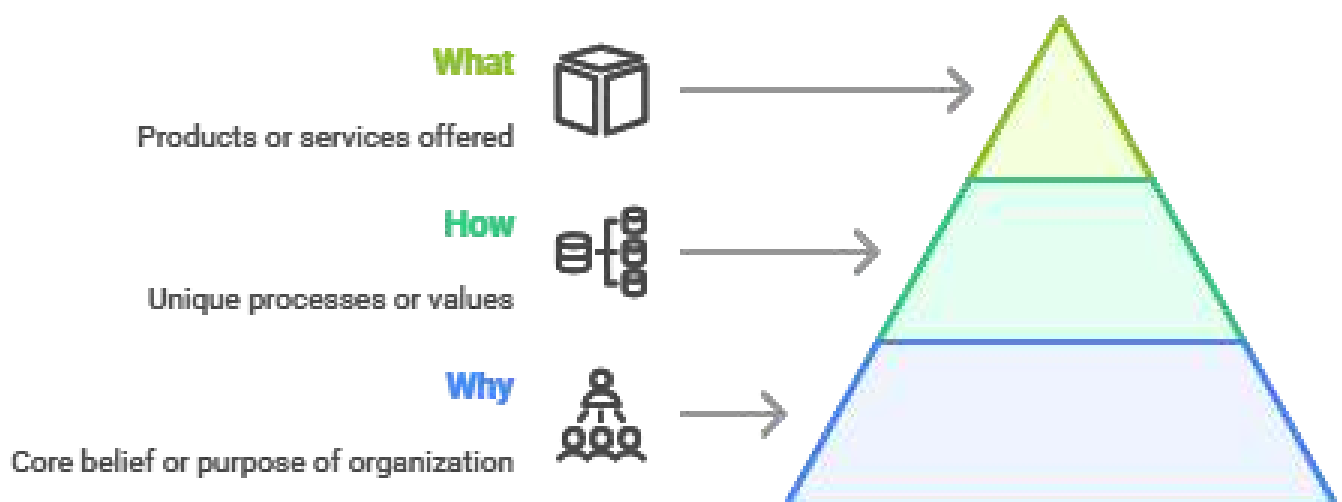 What
Products or services offered
How
Unique processes or values
Why
Core belief or purpose of organization